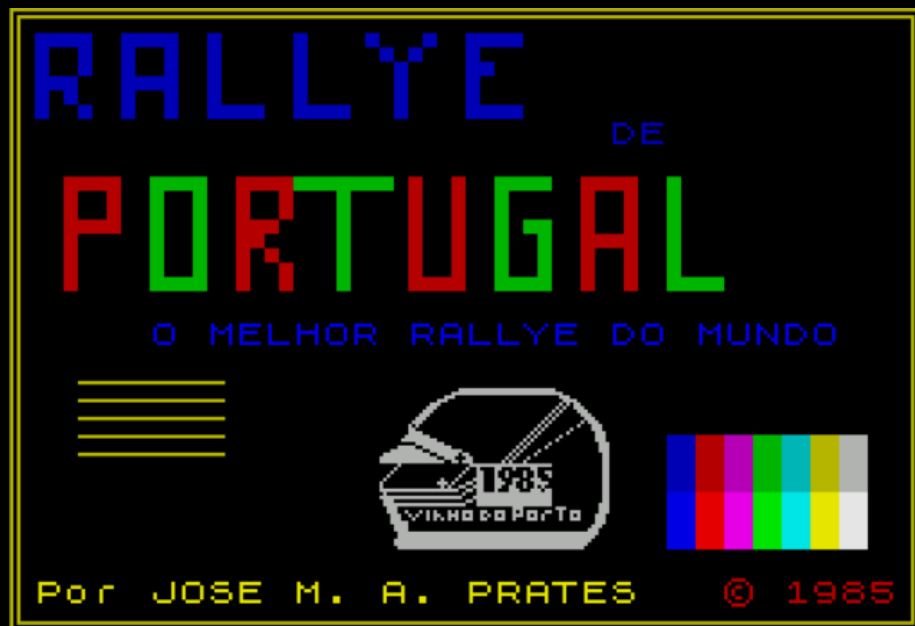 RALLYE
DE
PORTUGAL
O MELHOR RALLYE DO MUNDO
1985
VINHO DO PORTO
Por JOSE M. A. PRATES © 1985